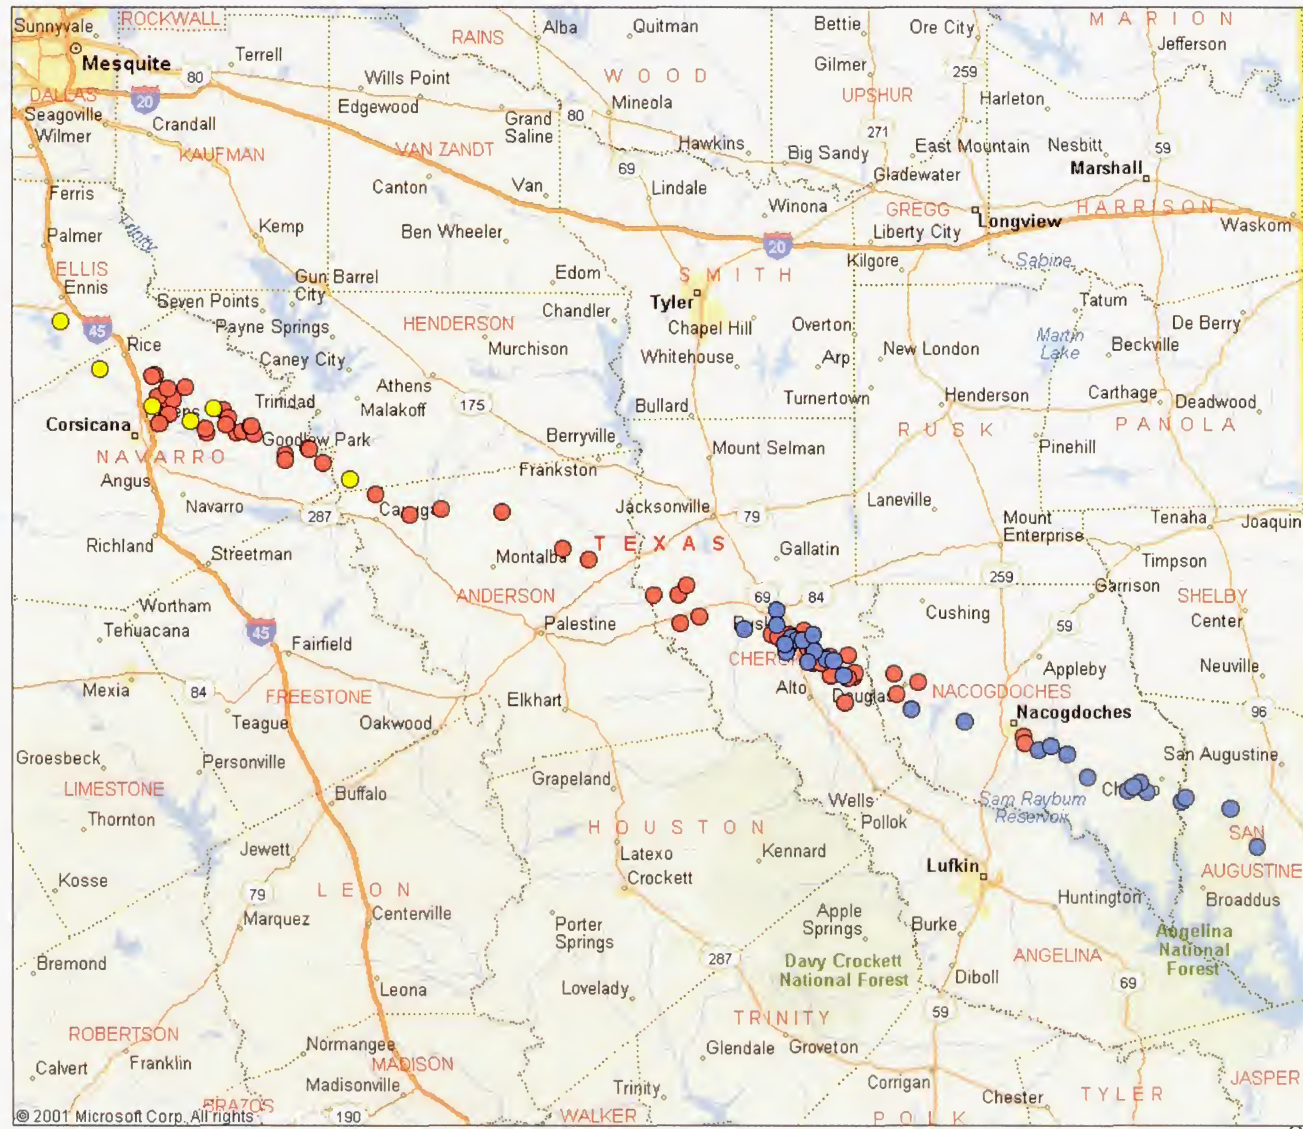 ROCKWALL
Sunnyvale
Mesquite
DALLAS
Seagoville
Wilmer
Terrell
80
20
Crandall
KAUFMAN
Wills Point
Edgewood
RAINS
Alba
Quitman
WOOD
Mineola
Grand
Saline
80
VAN ZANDT
Canton
Van
69
Lindale
Hawkins
Bettie
Gilmer
UPSHUR
271
Big Sandy
Ore City
259
East Mountain
Gladewater
Harleton
MARION
Jefferson
Nesbitt
59
Marshall
Winona
GREGG
Longview
HARRISON
Waskom
Liberty City
20
Kilgore
Sabine
Ferris
Palmer
Trinity
Kemp
Ben Wheeler
ELLIS
Ennis
45
Seven Points
Gun Barrel
City
Payne Springs
Caney City
HENDERSON
Murchison
Edom
Chandler
SMITH
Tyler
Chapel Hill
Whitehouse
Overton
Arp
New London
Turnertown
Tatum
Martin
Lake
De Berry
Beckville
Rice
Corsicana
NAVARRO
Angus
Trinidad
Athens
Malakoff
175
Goodlow Park
Bullard
Henderson
RUSK
Carthage
Deadwood
PANOLA
Pinehill
Berryville
Frankston
Mount Selman
Navarro
287
Jacksonville
79
Laneville
Mount
Enterprise
Tenaha
Joaquin
Richland
Streetman
Montalba
TEXAS
Gallatin
Timpson
259
Garrison
ANDERSON
Palestine
69
84
Cushing
59
SHELBY
Center
Wortham
Tehuacana
45
Fairfield
Appleby
Neuville
Mexia
84
FREESTONE
Teague
Oakwood
Elkhart
Alto
NACOGDOCHES
Nacogdoches
96
Groesbeck
Personville
LIMESTONE
Thornton
Buffalo
Grapeland
Wells
Pollok
Sam Rayburn
Reservoir
San Augustine
SAN
AUGUSTINE
Broaddus
HOUSTON
Latexo
Crockett
Kennard
Lufkin
Huntington
Jewett
Kosse
79
LEON
Marquez
Centerville
Porter
Springs
Apple
Springs
Burke
ANGELINA
Angelina
National
Forest
Bremond
287
Davy Crockett
National Forest
Diboll
69
Leona
Lovelady
59
ROBERTSON
Franklin
Calvert
Normangee
MADISON
Madisonville
TRINITY
Glendale
Groveton
Trinity
Corrigan
Chester
TYLER
JASPER
BRAZOS
190
WALKER
POLK
© 2001 Microsoft Corp. All rights